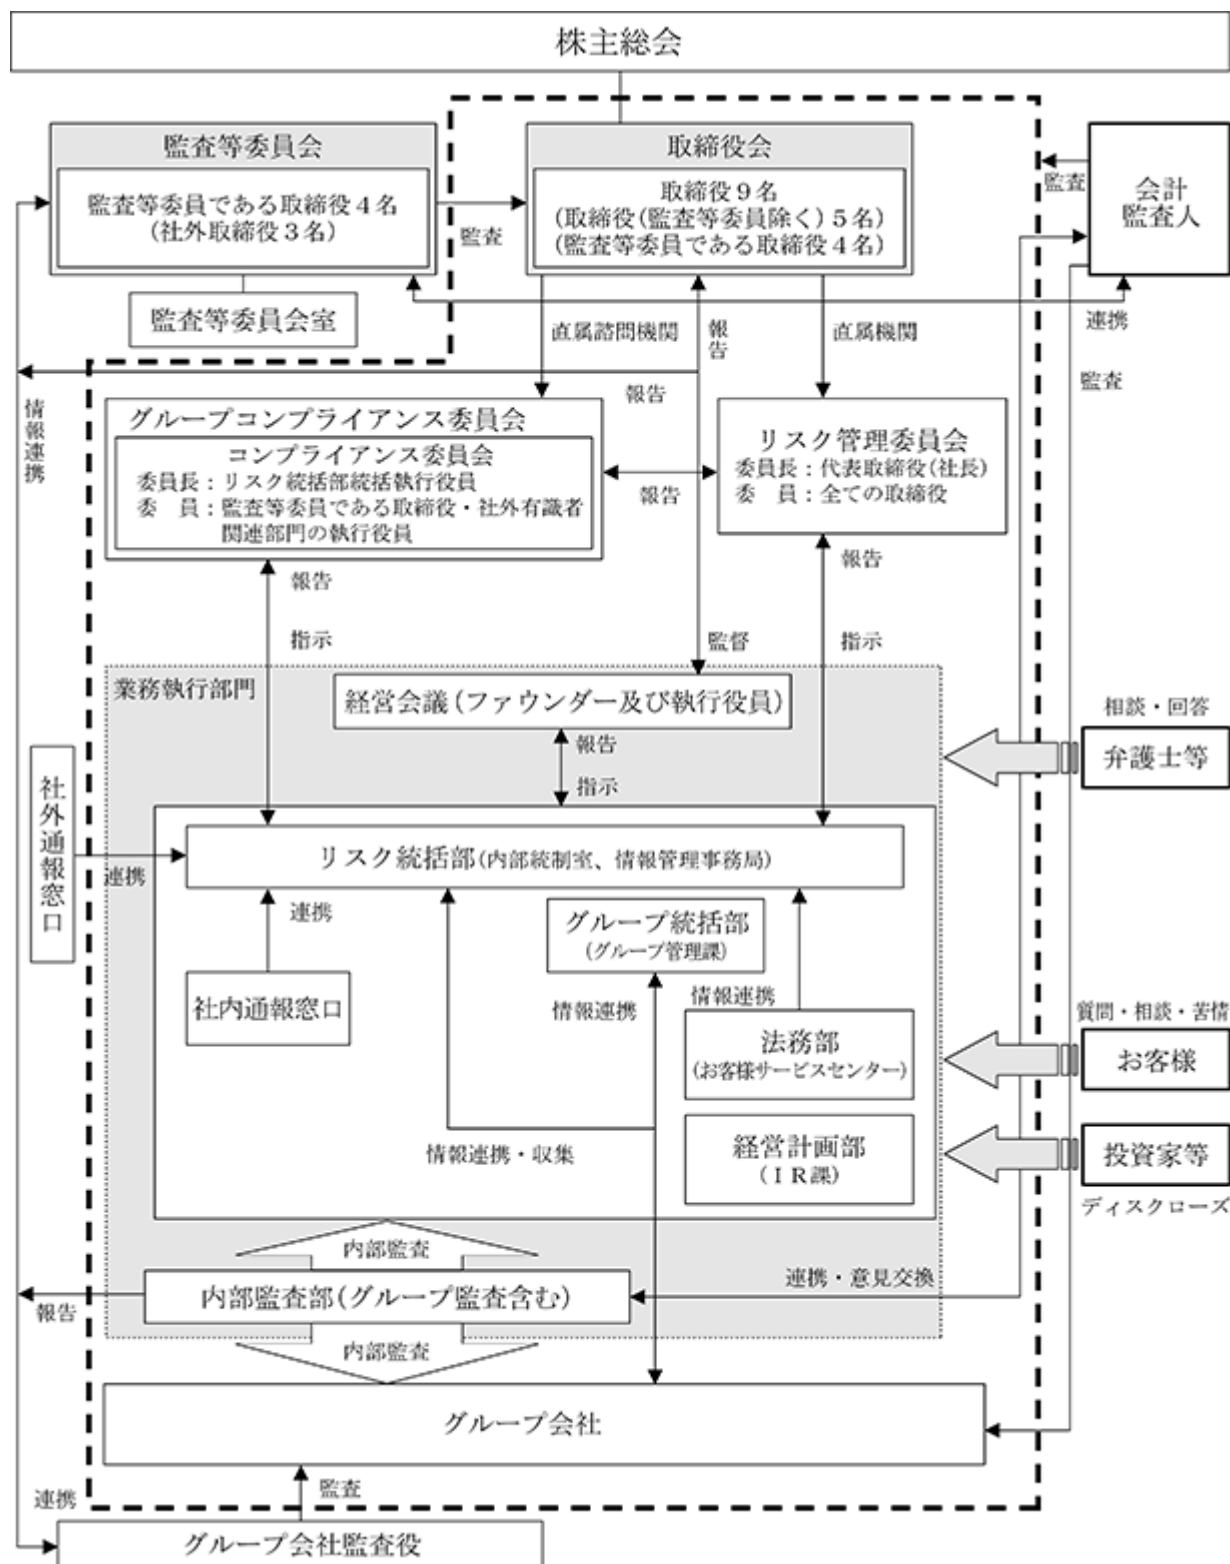 株主総会
監査等委員会
監査等委員である取締役４名
(社外取締役３名)
監査等委員会室
監査
取締役会
取締役９名
(取締役(監査等委員除く)５名)
(監査等委員である取締役４名)
監査
会計
監査人
連携
監査
直属諮問機関
報告
直属機関
報告
情報連携
グループコンプライアンス委員会
コンプライアンス委員会
委員長：リスク統括部統括執行役員
委　員：監査等委員である取締役・社外有識者
関連部門の執行役員
報告
リスク管理委員会
委員長：代表取締役(社長)
委　員：全ての取締役
報告
指示
監督
報告
指示
業務執行部門
経営会議(ファウンダー及び執行役員)
報告
指示
相談・回答
弁護士等
社外通報窓口
連携
リスク統括部(内部統制室、情報管理事務局)
連携
社内通報窓口
グループ統括部
(グループ管理課)
情報連携
情報連携
法務部
(お客様サービスセンター)
質問・相談・苦情
お客様
情報連携・収集
経営計画部
(ＩＲ課)
投資家等
ディスクローズ
内部監査
内部監査部(グループ監査含む)
連携・意見交換
報告
内部監査
グループ会社
監査
連携
グループ会社監査役